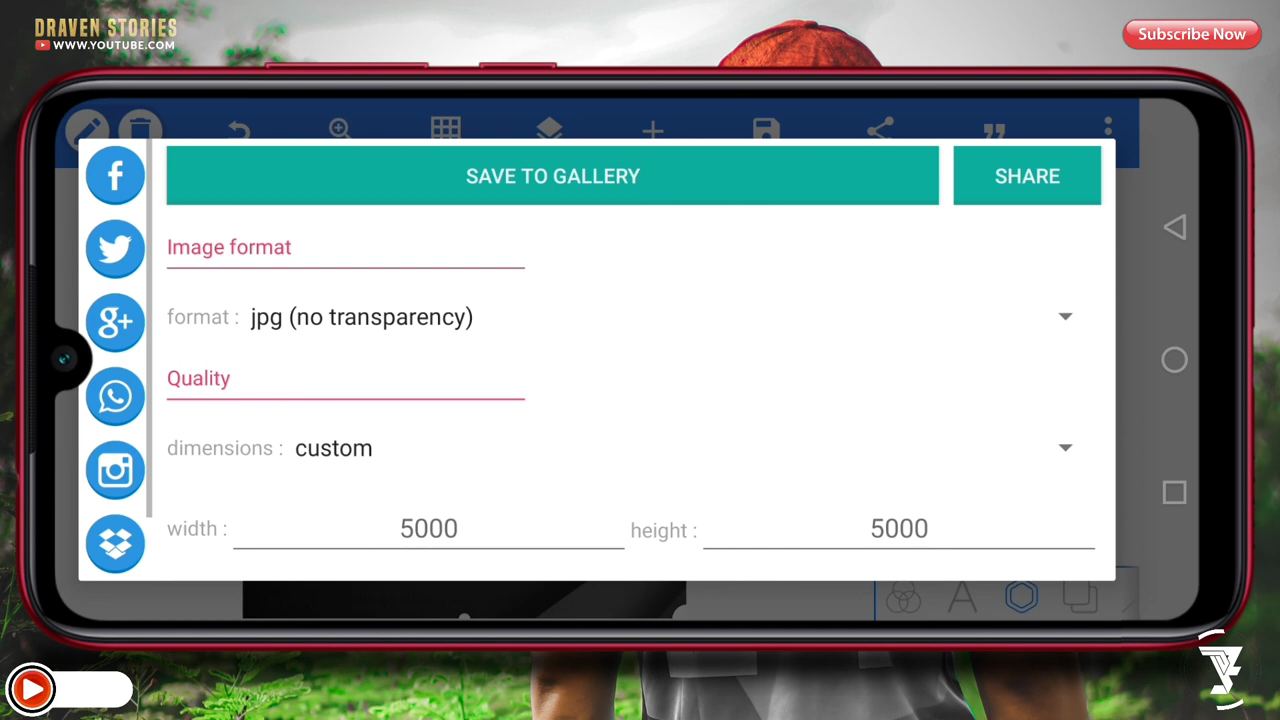 DRAVEN STORIES
WWW.YOUTUBE.COM
Subscribe Now
SAVE TO GALLERY
SHARE
Image format
format : jpg (no transparency)
Quality
dimensions : custom
width : 5000 height : 5000